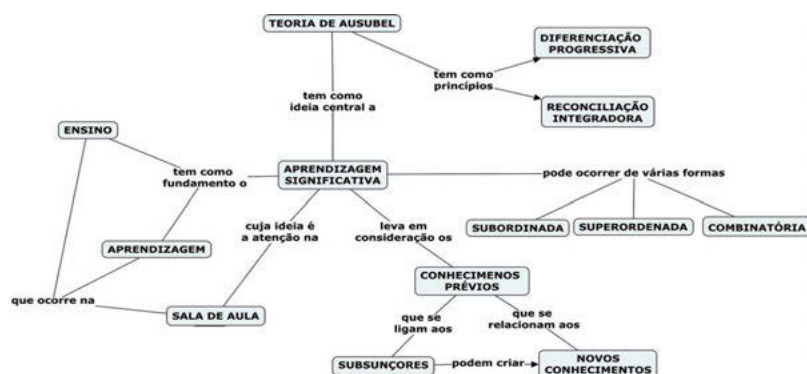 TEORIA DE AUSUBEL
DIFERENCIAÇÃO
PROGRESSIVA
tem como
princípios
tem como
ideia central a
RECONCILIAÇÃO
INTEGRADORA
ENSINO
tem como
fundamento o
APRENDIZAGEM
SIGNIFICATIVA
pode ocorrer de várias formas
cuja ideia é
a atenção na
leva em
consideração os
SUBORDINADA
SUPERORDENADA
COMBINATÓRIA
APRENDIZAGEM
CONHECIMENOS
PRÉVIOS
que ocorre na
SALA DE AULA
que se
ligam aos
que se
relacionam aos
SUBSUNÇORES
podem criar
NOVOS
CONHECIMENTOS